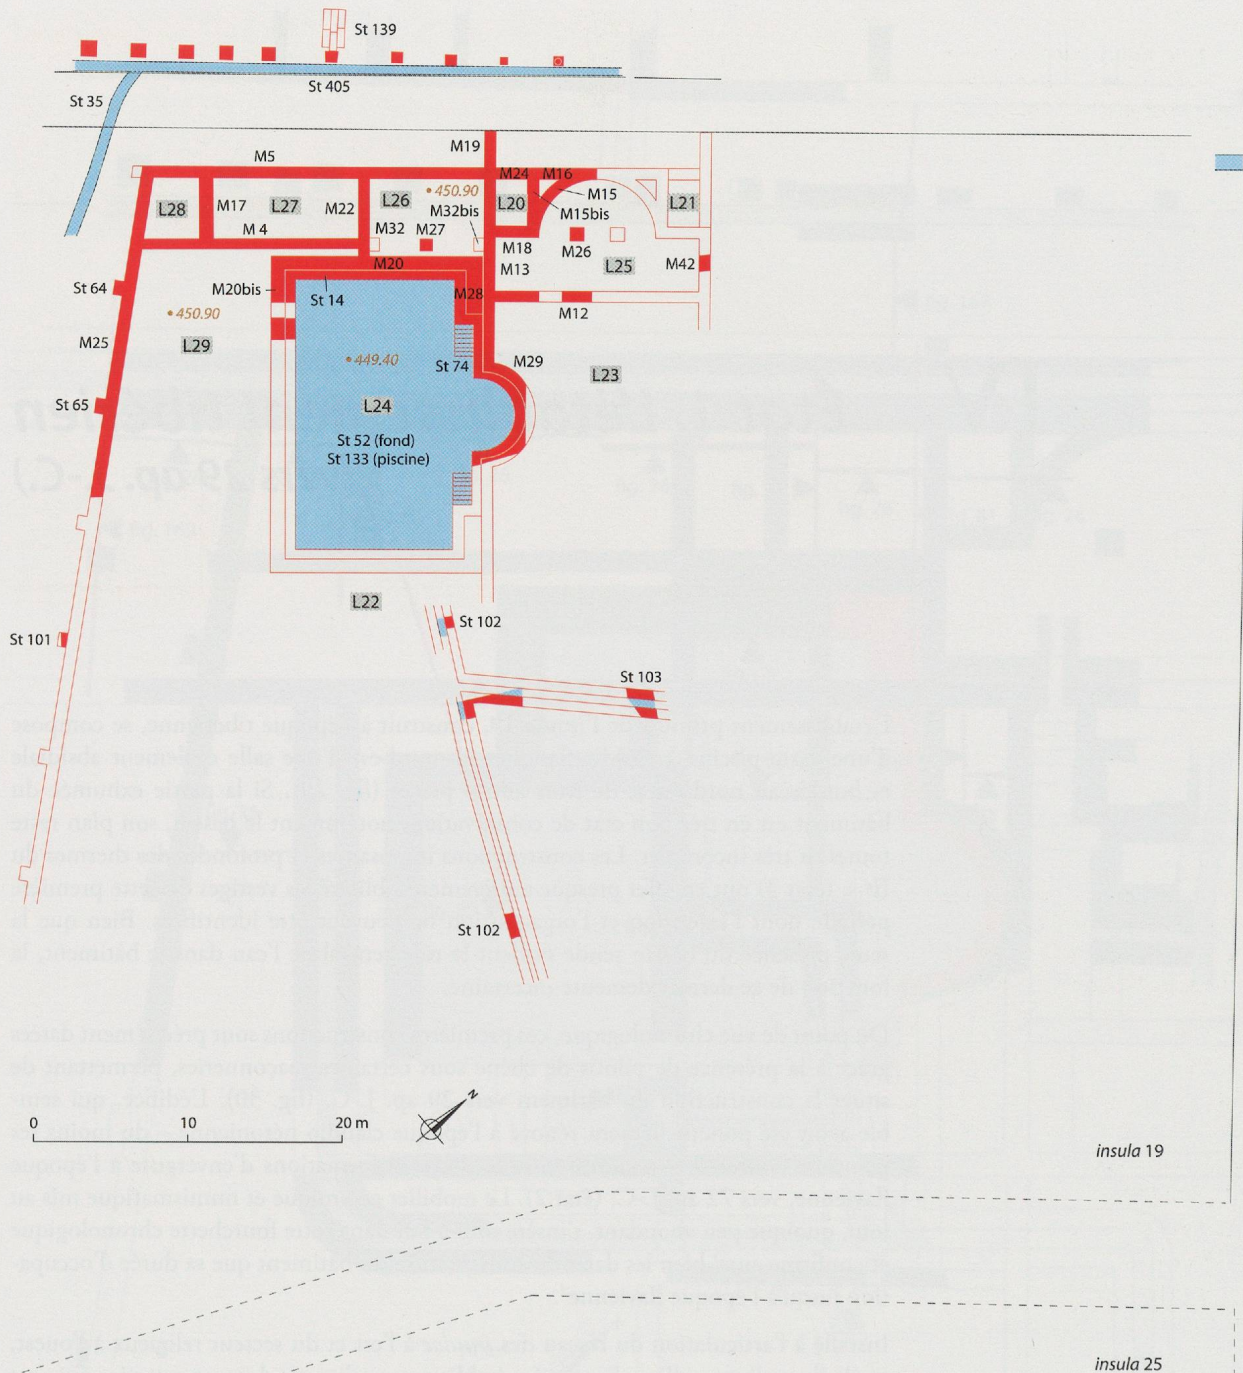 St 139
St 405
St 35
M19
M5
M24
M16
L28
M17
L27
M22
L26
450.90
M32bis
L20
M15
M15bis
L21
M4
M32
M27
M18
M26
M20
M13
L25
M42
St 64
M20bis
St 14
M28
450.90
M12
M25
L29
449.40
St 74
M29
L23
St 65
L24
St 52 (fond)
St 133 (piscine)
L22
St 101
St 102
St 103
St 102
N
0 10 20 m
insula 19
insula 25